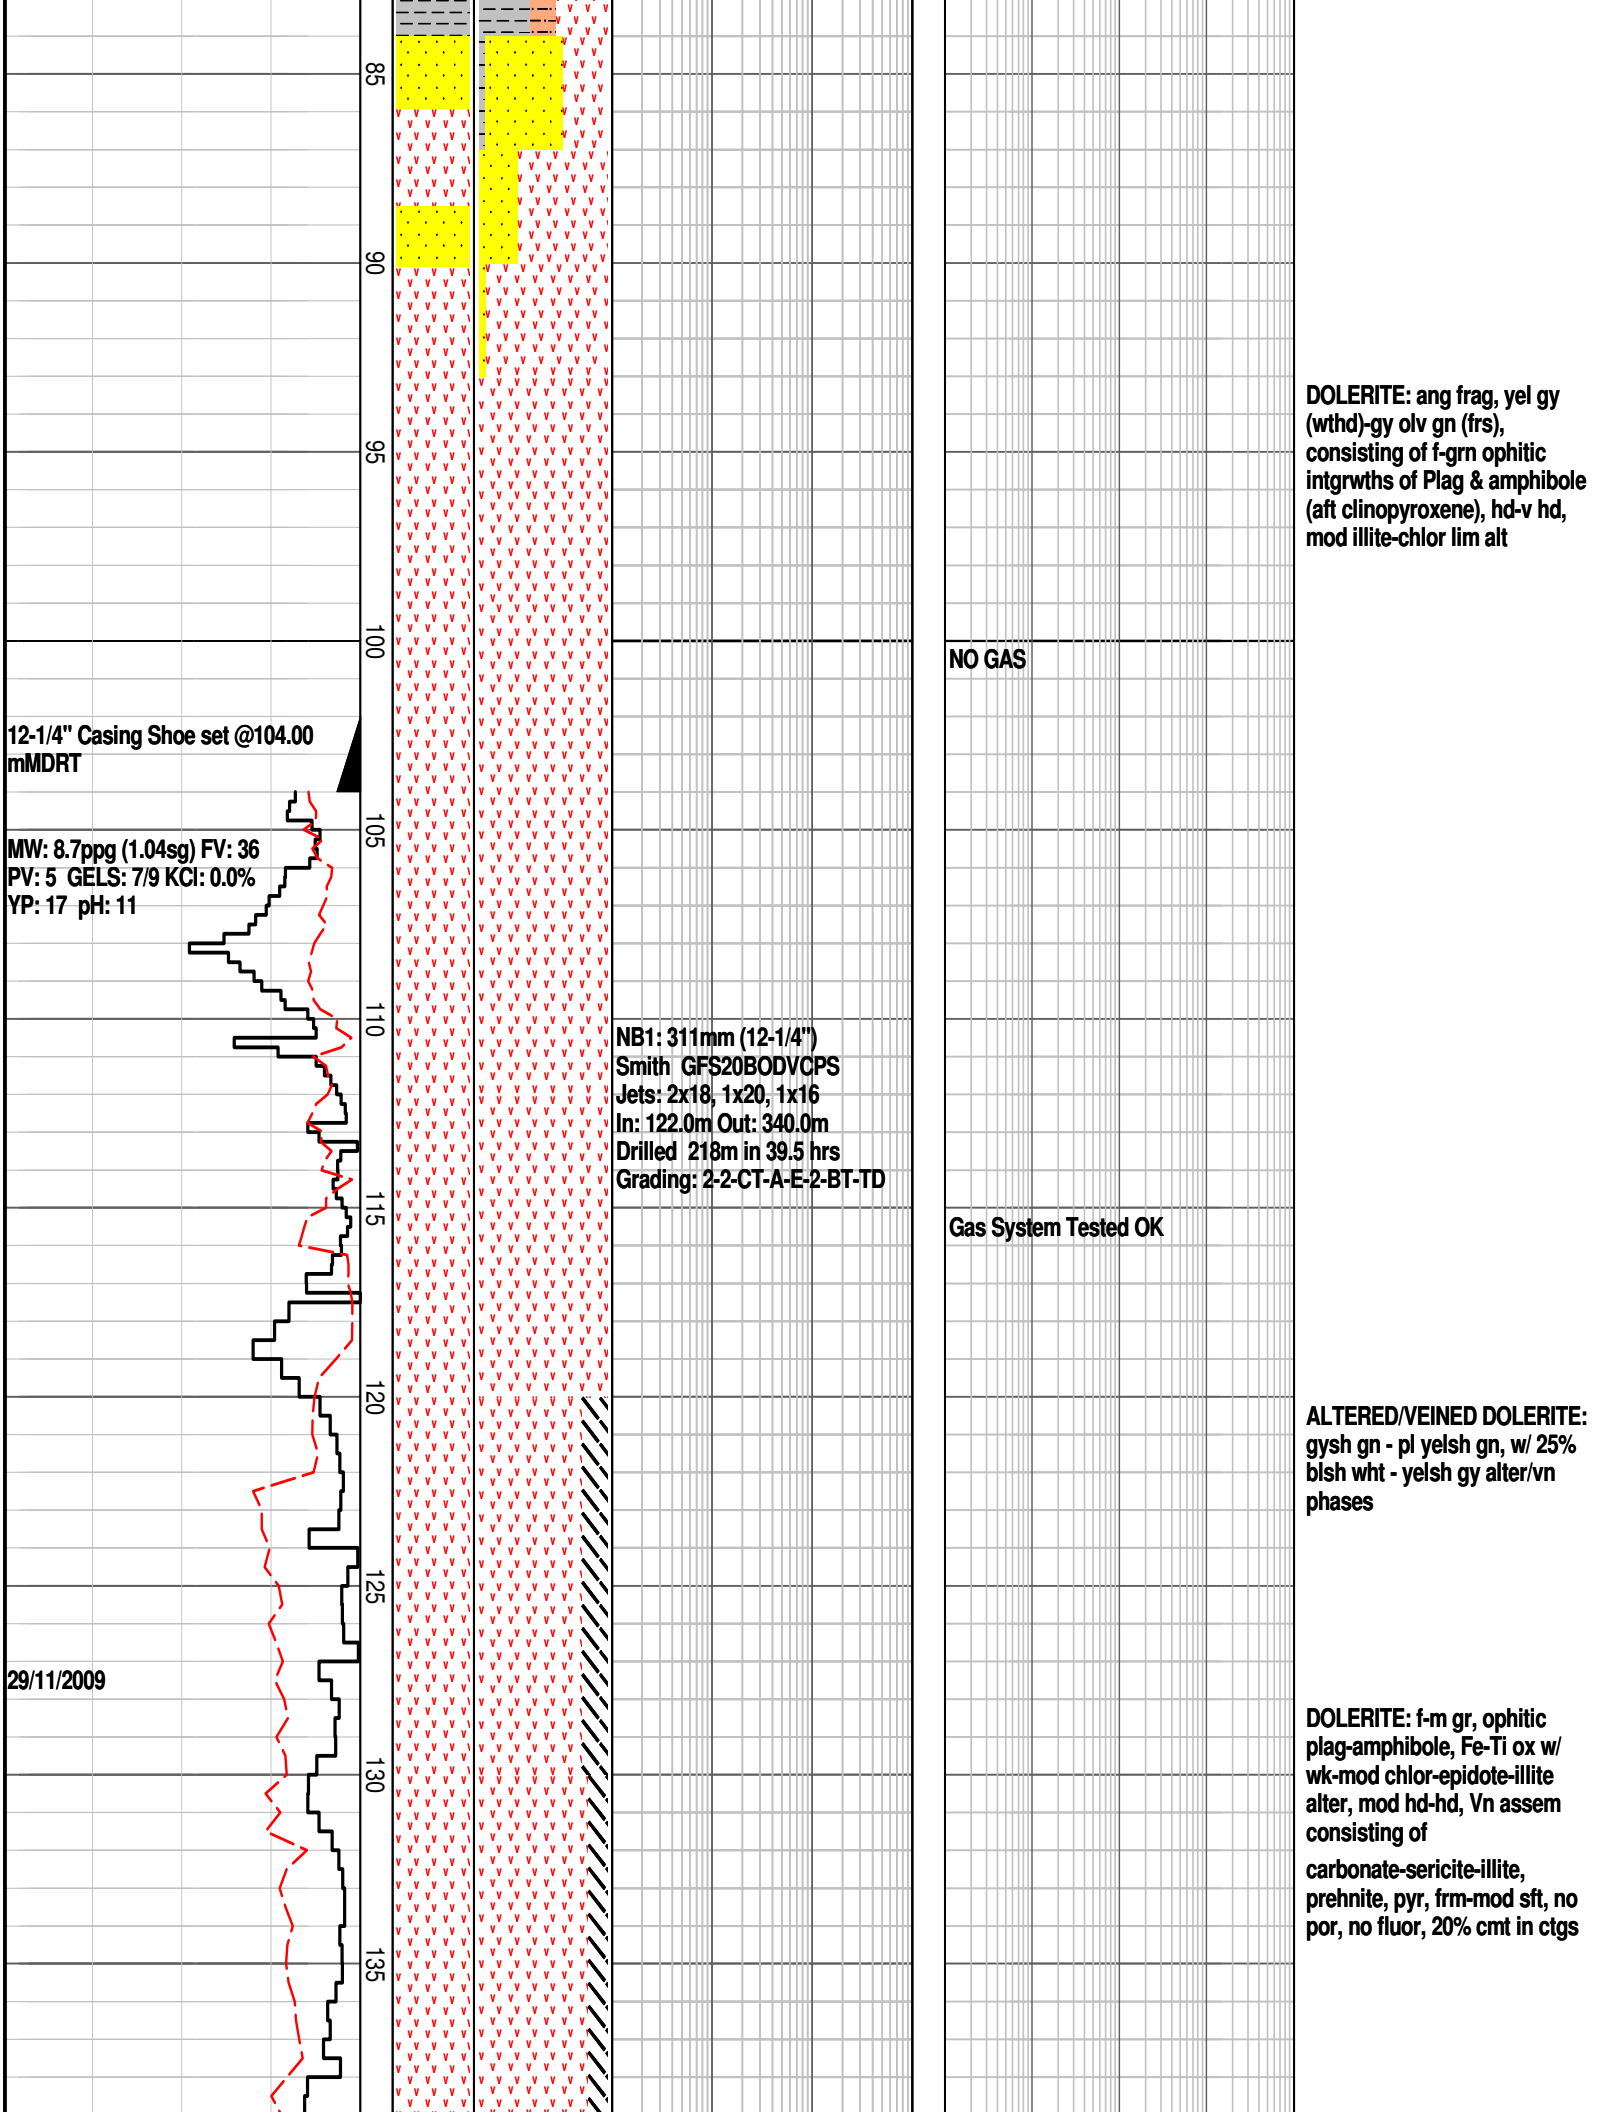 85
90
DOLERITE: ang frag, yel gy
(wthd)-gy olv gn (frs),
consisting of f-grn ophitic
intgrwths of Plag & amphibole
(aft clinopyroxene), hd-v hd,
mod illite-chlor lim alt
95
100
NO GAS
12-1/4" Casing Shoe set @104.00
mMDRT
105
MW: 8.7ppg (1.04sg) FV: 36
PV: 5 GELS: 7/9 KCl: 0.0%
YP: 17 pH: 11
110
NB1: 311mm (12-1/4")
Smith GFS20BODVCPS
Jets: 2x18, 1x20, 1x16
In: 122.0m Out: 340.0m
Drilled 218m in 39.5 hrs
Grading: 2-2-CT-A-E-2-BT-TD
115
Gas System Tested OK
120
ALTERED/VEINED DOLERITE:
gysh gn - pl yelsh gn, w/ 25%
blsh wht - yelsh gy alter/vn
phases
125
29/11/2009
DOLERITE: f-m gr, ophitic
plag-amphibole, Fe-Ti ox w/
wk-mod chlor-epidote-illite
alter, mod hd-hd, Vn assem
consisting of
carbonate-sericite-illite,
prehnite, pyr, frm-mod sft, no
por, no fluor, 20% cmt in ctgs
130
135